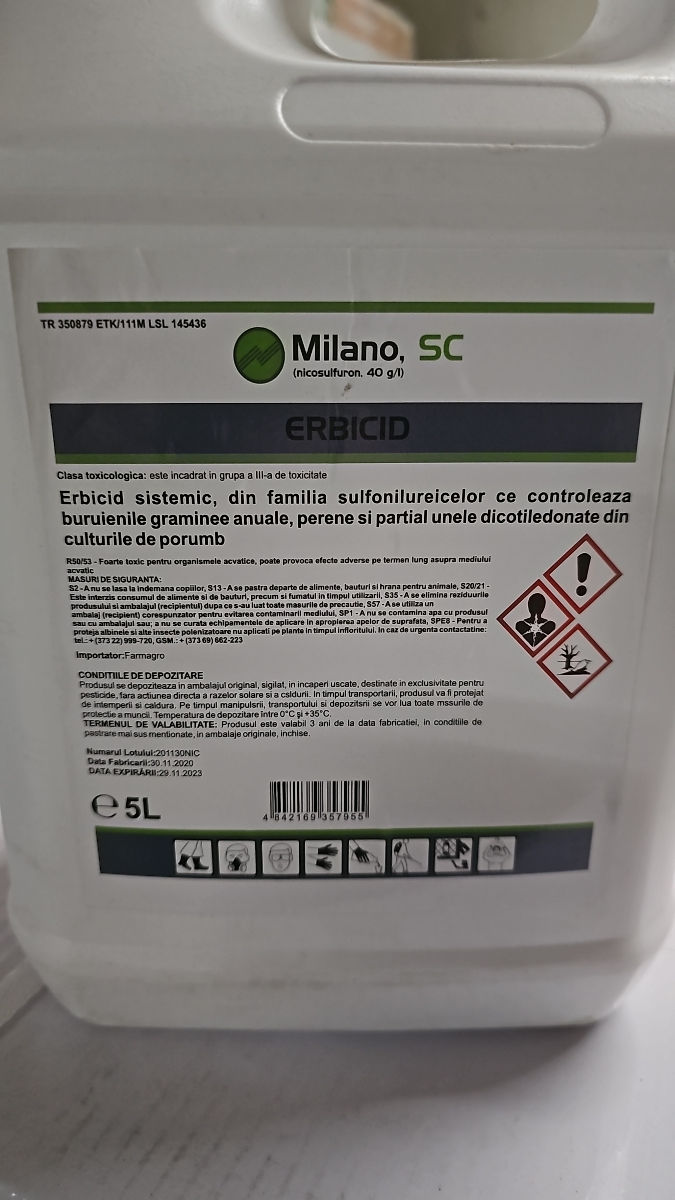 TR 350879 ETK/111M LSL 145436
Milano, SC
(nicosulfuron, 40 g/l)
ERBICID
Clasa toxicologica: este incadrat in grupa a III-a de toxicitate
Erbicid sistemic, din familia sulfonilureicelor ce controleaza
buruienile graminee anuale, perene si partial unele dicotiledonate din
culturile de porumb
R50/53 - Foarte toxic pentru organismele acvatice, poate provoca efecte adverse pe termen lung asupra mediului
acvatic
MASURI DE SIGURANTA:
S2 - A nu se lasa la indemana copiilor, S13 - A se pastra departe de alimente, bauturi si hrana pentru animale, S20/21 -
Este interzis consumul de alimente si de bauturi, precum si fumatul in timpul utilizarii, S35 - A se elimina reziduurile
produsului si ambalajul (recipientul) dupa ce s-au luat toate masurile de precautie, S57 - A se utiliza un
ambalaj (recipient) corespunzator pentru evitarea contaminarii mediului, SP1 - A nu se contamina apa cu produsul
sau cu ambalajul sau; a nu se curata echipamentele de aplicare in apropierea apelor de suprafata, SPE8 - Pentru a
proteja albinele si alte insecte polenizatoare nu aplicati pe plante in timpul infloritului. In caz de urgenta contactatine:
tel.: + (373 22) 999-720, GSM.: + (373 69) 662-223
Importator:Farmagro
CONDITIILE DE DEPOZITARE
Produsul se depoziteaza in ambalajul original, sigilat, in incaperi uscate, destinate in exclusivitate pentru
pesticide, fara actiunea directa a razelor solare si a csldurii. In timpul transportarii, produsul va fi protejat
de intemperii si caldura. Pe timpul manipulsrii, transportului si depozitsrii se vor lua toate mssurile de
protectie a muncii. Temperatura de depozitare între 0°C şi +35°C.
TERMENUL DE VALABILITATE: Produsul este valabil 3 ani de la data fabricatiei, in conditiile de
pastrare mai sus mentionate, in ambalaje originale, inchise.
Numarul Lotului:201130NIC
Data Fabricarii:30.11.2020
DATA EXPIRĂRII:29.11.2023
℮ 5L
4 842169 357955